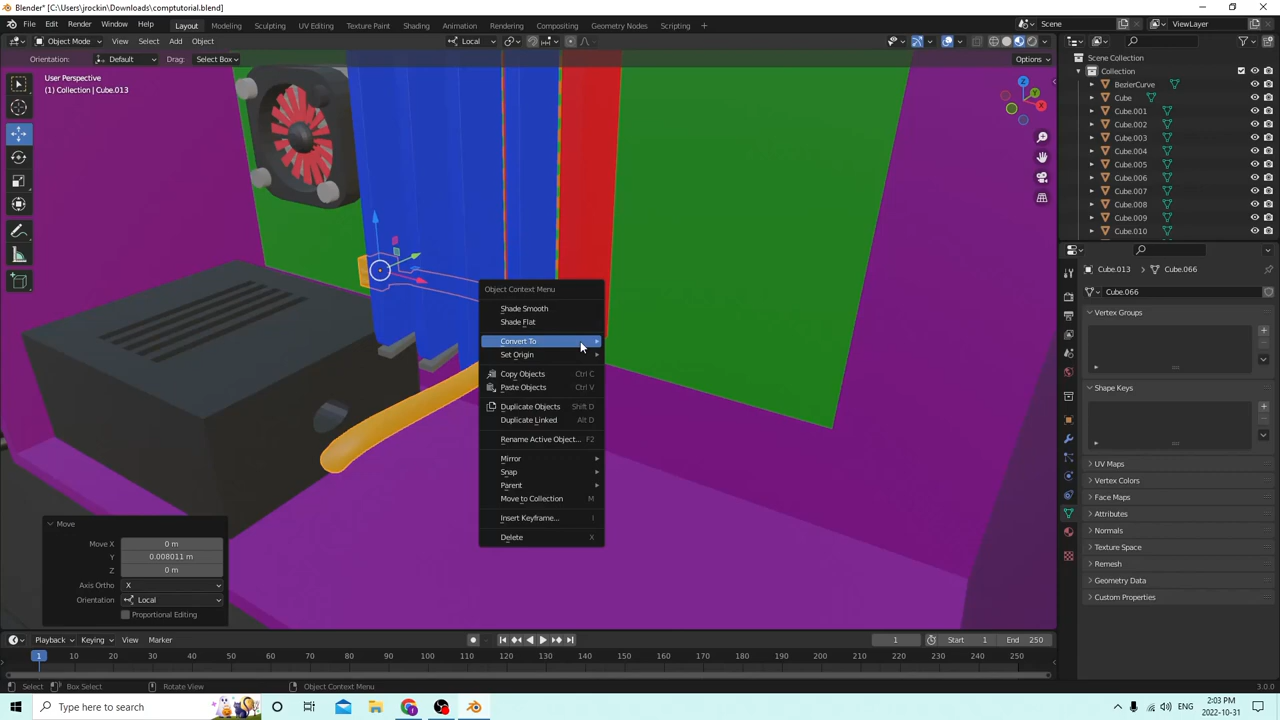 Blender* [C:\Users\jrockin\Downloads\comptutorial.blend]
File Edit Render Window Help Layout Modeling Sculpting UV Editing Texture Paint Shading Animation Rendering Compositing Geometry Nodes Scripting + Scene ViewLayer
Object Mode View Select Add Object Local
Orientation: Default Drag: Select Box Options
User Perspective
(1) Collection | Cube.013
Z
Y
X
Scene Collection
Collection
BezierCurve
Cube
Cube.001
Cube.002
Cube.003
Cube.004
Cube.005
Cube.006
Cube.007
Cube.008
Cube.009
Cube.010
Object Context Menu
Shade Smooth
Shade Flat
Convert To
Set Origin
Copy Objects Ctrl C
Paste Objects Ctrl V
Duplicate Objects Shift D
Duplicate Linked Alt D
Rename Active Object... F2
Mirror
Snap
Parent
Move to Collection M
Insert Keyframe... I
Delete X
Move
Move X 0 m
Y 0.008011 m
Z 0 m
Axis Ortho X
Orientation Local
Proportional Editing
Cube.013 Cube.066
Cube.066
Vertex Groups
Shape Keys
UV Maps
Vertex Colors
Face Maps
Attributes
Normals
Texture Space
Remesh
Geometry Data
Custom Properties
Playback Keying View Marker 1 Start 1 End 250
1 10 20 30 40 50 60 70 80 90 100 110 120 130 140 150 160 170 180 190 200 210 220 230 240 250
Select Box Select Rotate View Object Context Menu 3.0.0
Type here to search
2:03 PM
2022-10-31